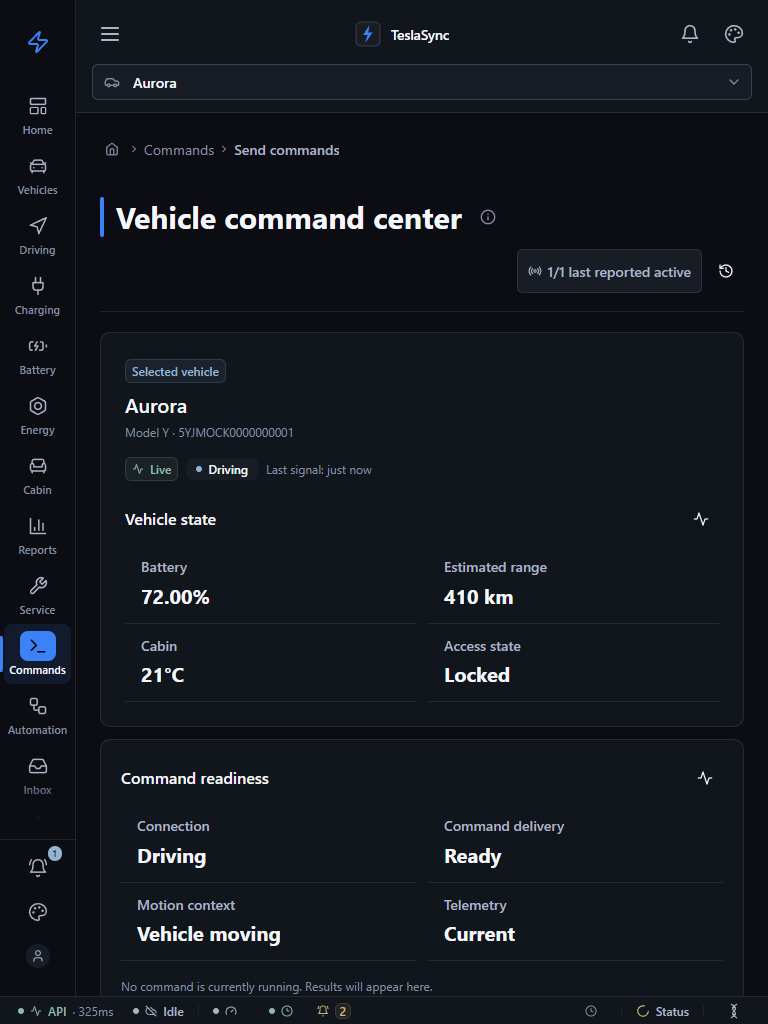 TeslaSync
Aurora
Home
Vehicles
Driving
Charging
Battery
Energy
Cabin
Reports
Service
Commands
Automation
Inbox
1
Commands
Send commands
Vehicle command center
1/1 last reported active
Selected vehicle
Aurora
Model Y · 5YJMOCK0000000001
Live
Driving
Last signal: just now
Vehicle state
Battery
72.00%
Estimated range
410 km
Cabin
21°C
Access state
Locked
Command readiness
Connection
Driving
Command delivery
Ready
Motion context
Vehicle moving
Telemetry
Current
No command is currently running. Results will appear here.
API · 325ms
Idle
2
Status